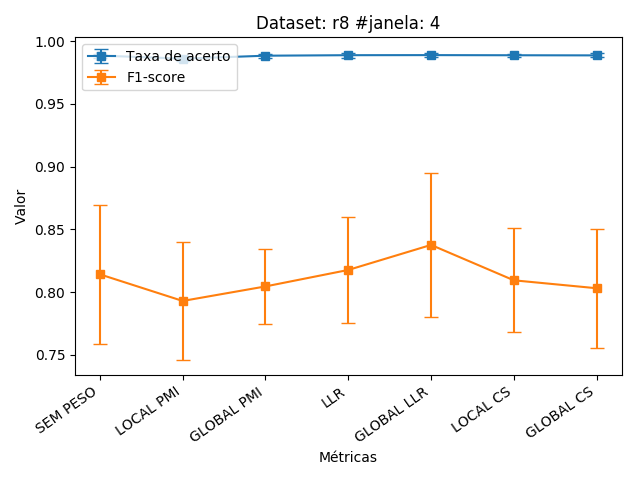 Dataset: r8 #janela: 4
Taxa de acerto
F1-score
1.00
0.95
0.90
0.85
0.80
0.75
Valor
SEM PESO
LOCAL PMI
GLOBAL PMI
LLR
GLOBAL LLR
LOCAL CS
GLOBAL CS
Métricas